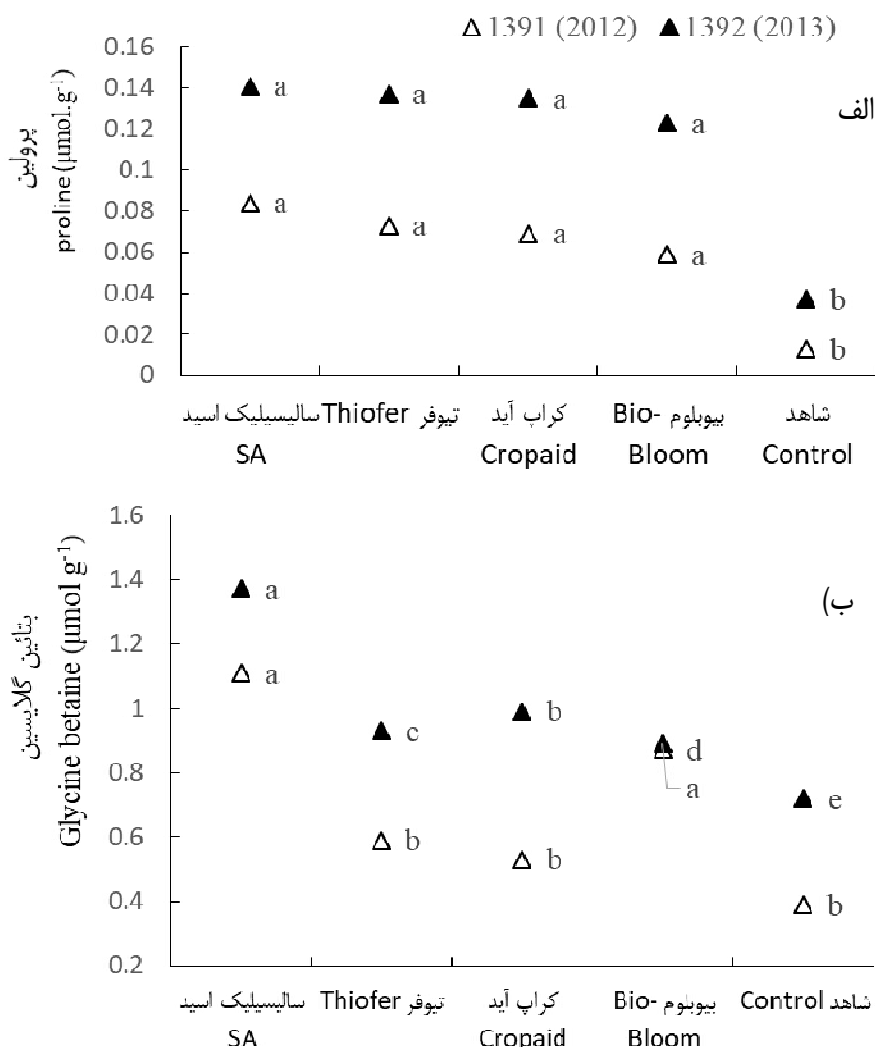 △ 1391 (2012) ▲ 1392 (2013)
الف
پرولین
proline (µmol.g⁻¹)
0.16
0.14
0.12
0.1
0.08
0.06
0.04
0.02
0
a
a
a
a
a
a
a
a
b
b
سالیسیلیک اسید
SA
تیوفر Thiofer
کراپ آید
Cropaid
بیوبلوم Bio-
Bloom
شاهد
Control
ب)
بتائین گلایسین
Glycine betaine (µmol g⁻¹)
1.6
1.4
1.2
1
0.8
0.6
0.4
0.2
a
a
c
b
b
b
d
a
e
b
سالیسیلیک اسید
SA
تیوفر Thiofer
کراپ آید
Cropaid
بیوبلوم Bio-
Bloom
شاهد Control